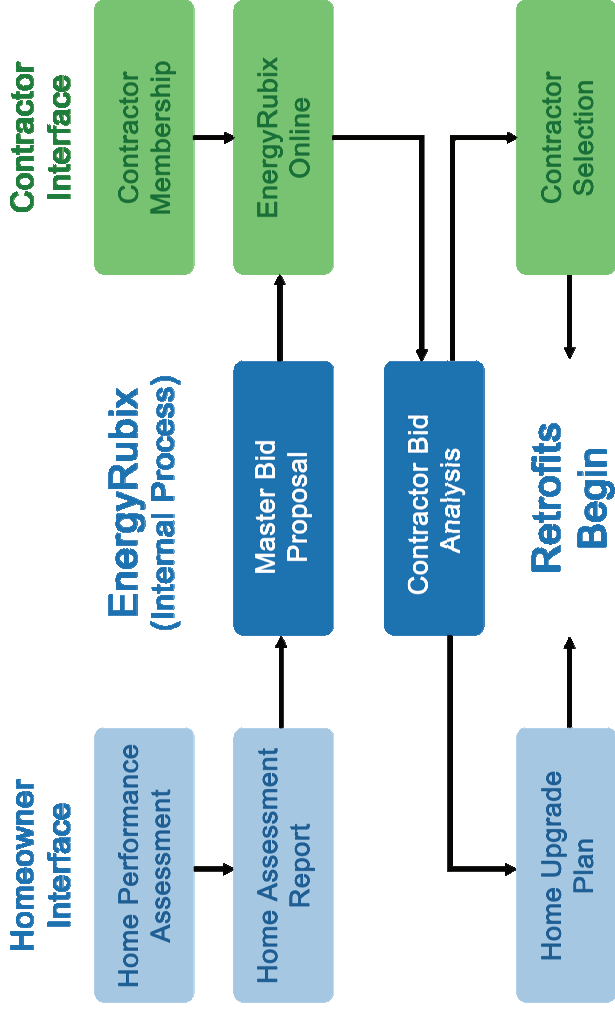 Homeowner
Interface
EnergyRubix
(Internal Process)
Contractor
Interface
Home Performance
Assessment
Contractor
Membership
Home Assessment
Report
Master Bid
Proposal
EnergyRubix
Online
Contractor Bid
Analysis
Home Upgrade
Plan
Retrofits
Begin
Contractor
Selection